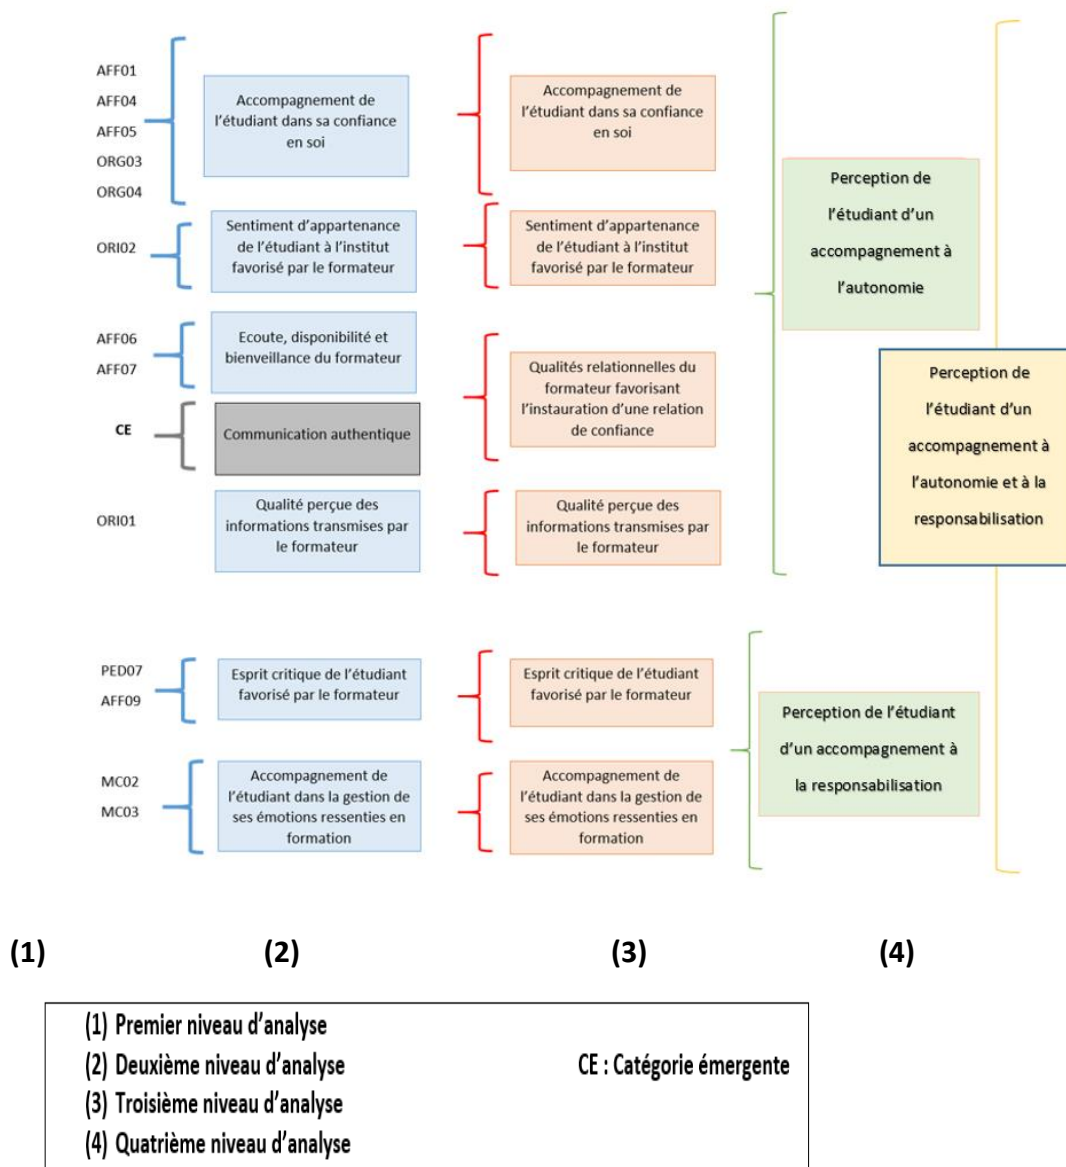 AFF01
AFF04
AFF05
ORG03
ORG04
Accompagnement de
l'étudiant dans sa confiance
en soi
Accompagnement de
l'étudiant dans sa confiance
en soi
ORI02
Sentiment d'appartenance
de l'étudiant à l'institut
favorisé par le formateur
Sentiment d'appartenance
de l'étudiant à l'institut
favorisé par le formateur
Perception de
l'étudiant d'un
accompagnement à
l'autonomie
AFF06
AFF07
Ecoute, disponibilité et
bienveillance du formateur
CE
Communication authentique
Qualités relationnelles du
formateur favorisant
l'instauration d'une relation
de confiance
Perception de
l'étudiant d'un
accompagnement à
l'autonomie et à la
responsabilisation
ORI01
Qualité perçue des
informations transmises par
le formateur
Qualité perçue des
informations transmises par
le formateur
PED07
AFF09
Esprit critique de l'étudiant
favorisé par le formateur
Esprit critique de l'étudiant
favorisé par le formateur
Perception de l'étudiant
d'un accompagnement à
la responsabilisation
MC02
MC03
Accompagnement de
l'étudiant dans la gestion de
ses émotions ressenties en
formation
Accompagnement de
l'étudiant dans la gestion de
ses émotions ressenties en
formation
(1) (2) (3) (4)
(1) Premier niveau d'analyse
(2) Deuxième niveau d'analyse
CE : Catégorie émergente
(3) Troisième niveau d'analyse
(4) Quatrième niveau d'analyse